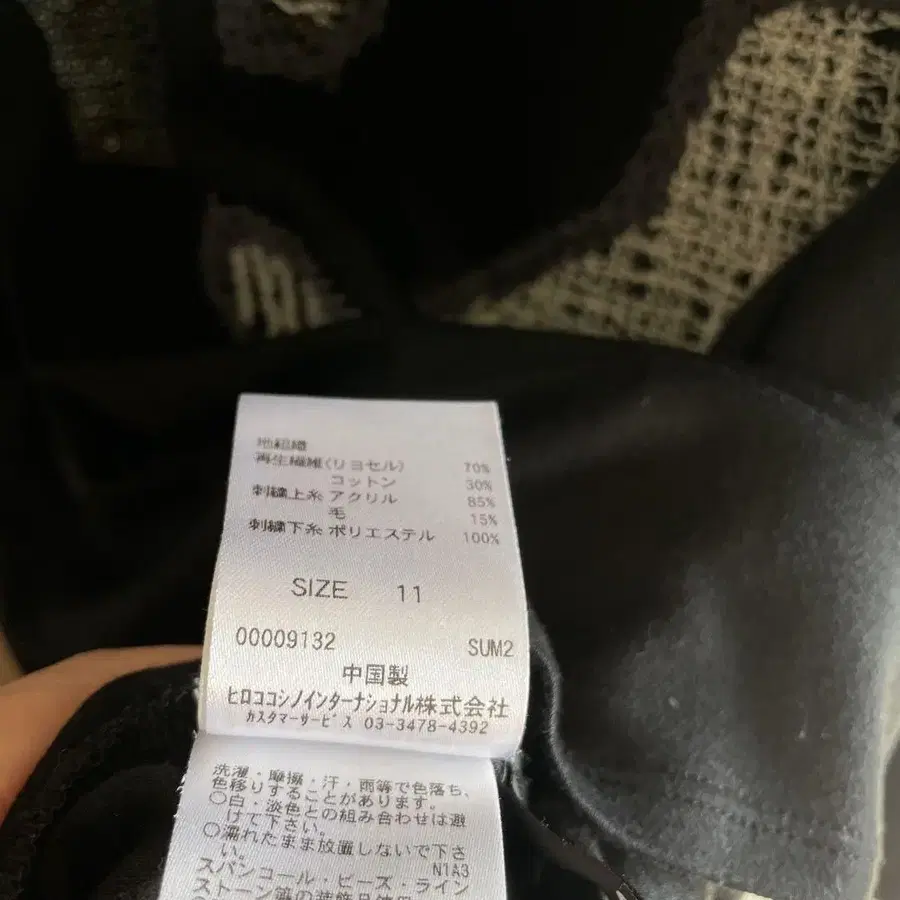 地組織
再生繊維(リヨセル) 70%
コットン 30%
刺繍上糸 アクリル 85%
毛 15%
刺繍下糸 ポリエステル 100%
SIZE 11
00009132 SUM2
中国製
ヒロココシノインターナショナル株式会社
カスタマーサービス 03-3478-4392
洗濯・摩擦・汗・雨等で色落ち、
色移りすることがあります。
○白・淡色との組み合わせは避
けて下さい。
○濡れたまま放置しないで下さ
い。
N1A3
スパンコール・ビーズ・ライン
ストーン等の装飾品使用